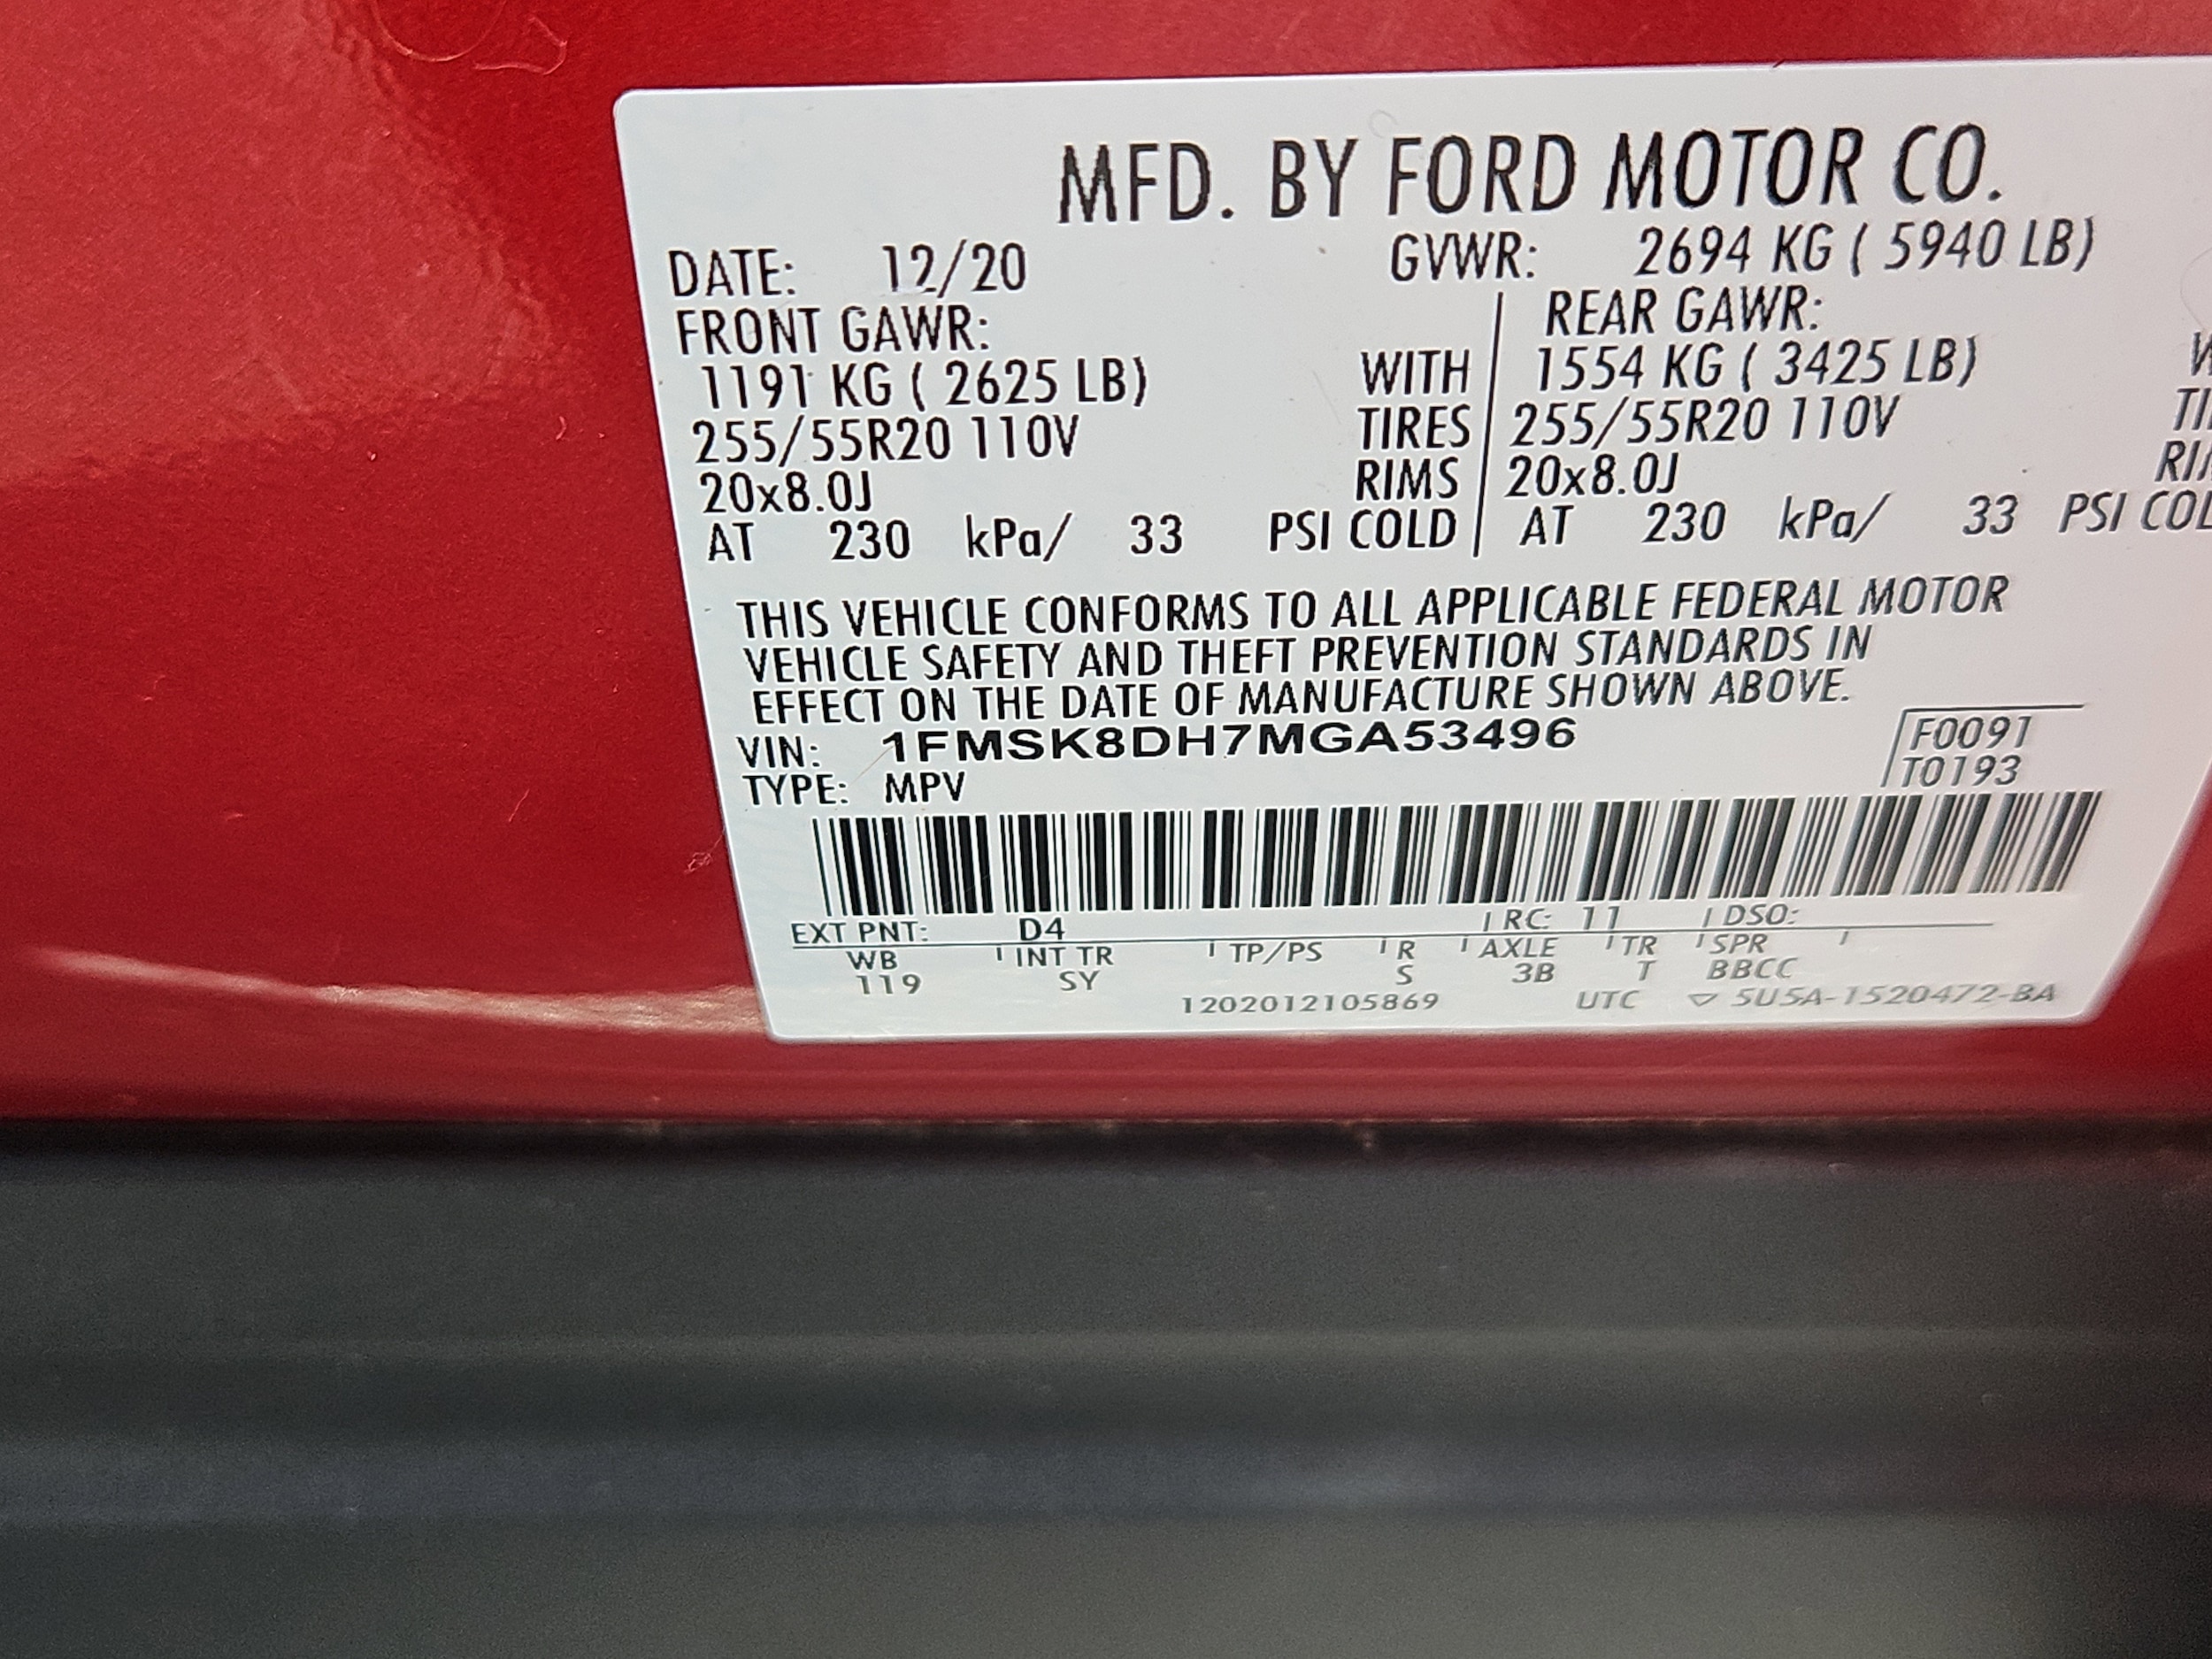 MFD. BY FORD MOTOR CO.
DATE: 12/20 GVWR: 2694 KG ( 5940 LB)
FRONT GAWR: REAR GAWR:
1191 KG ( 2625 LB) WITH 1554 KG ( 3425 LB)
255/55R20 110V TIRES 255/55R20 110V
20x8.0J RIMS 20x8.0J
AT 230 kPa/ 33 PSI COLD AT 230 kPa/ 33 PSI COL
THIS VEHICLE CONFORMS TO ALL APPLICABLE FEDERAL MOTOR
VEHICLE SAFETY AND THEFT PREVENTION STANDARDS IN
EFFECT ON THE DATE OF MANUFACTURE SHOWN ABOVE.
VIN: 1FMSK8DH7MGA53496 F0091
TYPE: MPV T0193
EXT PNT: D4 RC: 11 DSO:
WB INT TR TP/PS R AXLE TR SPR
119 SY S 3B T BBCC
1202012105869 UTC ▽ 5U5A-1520472-BA